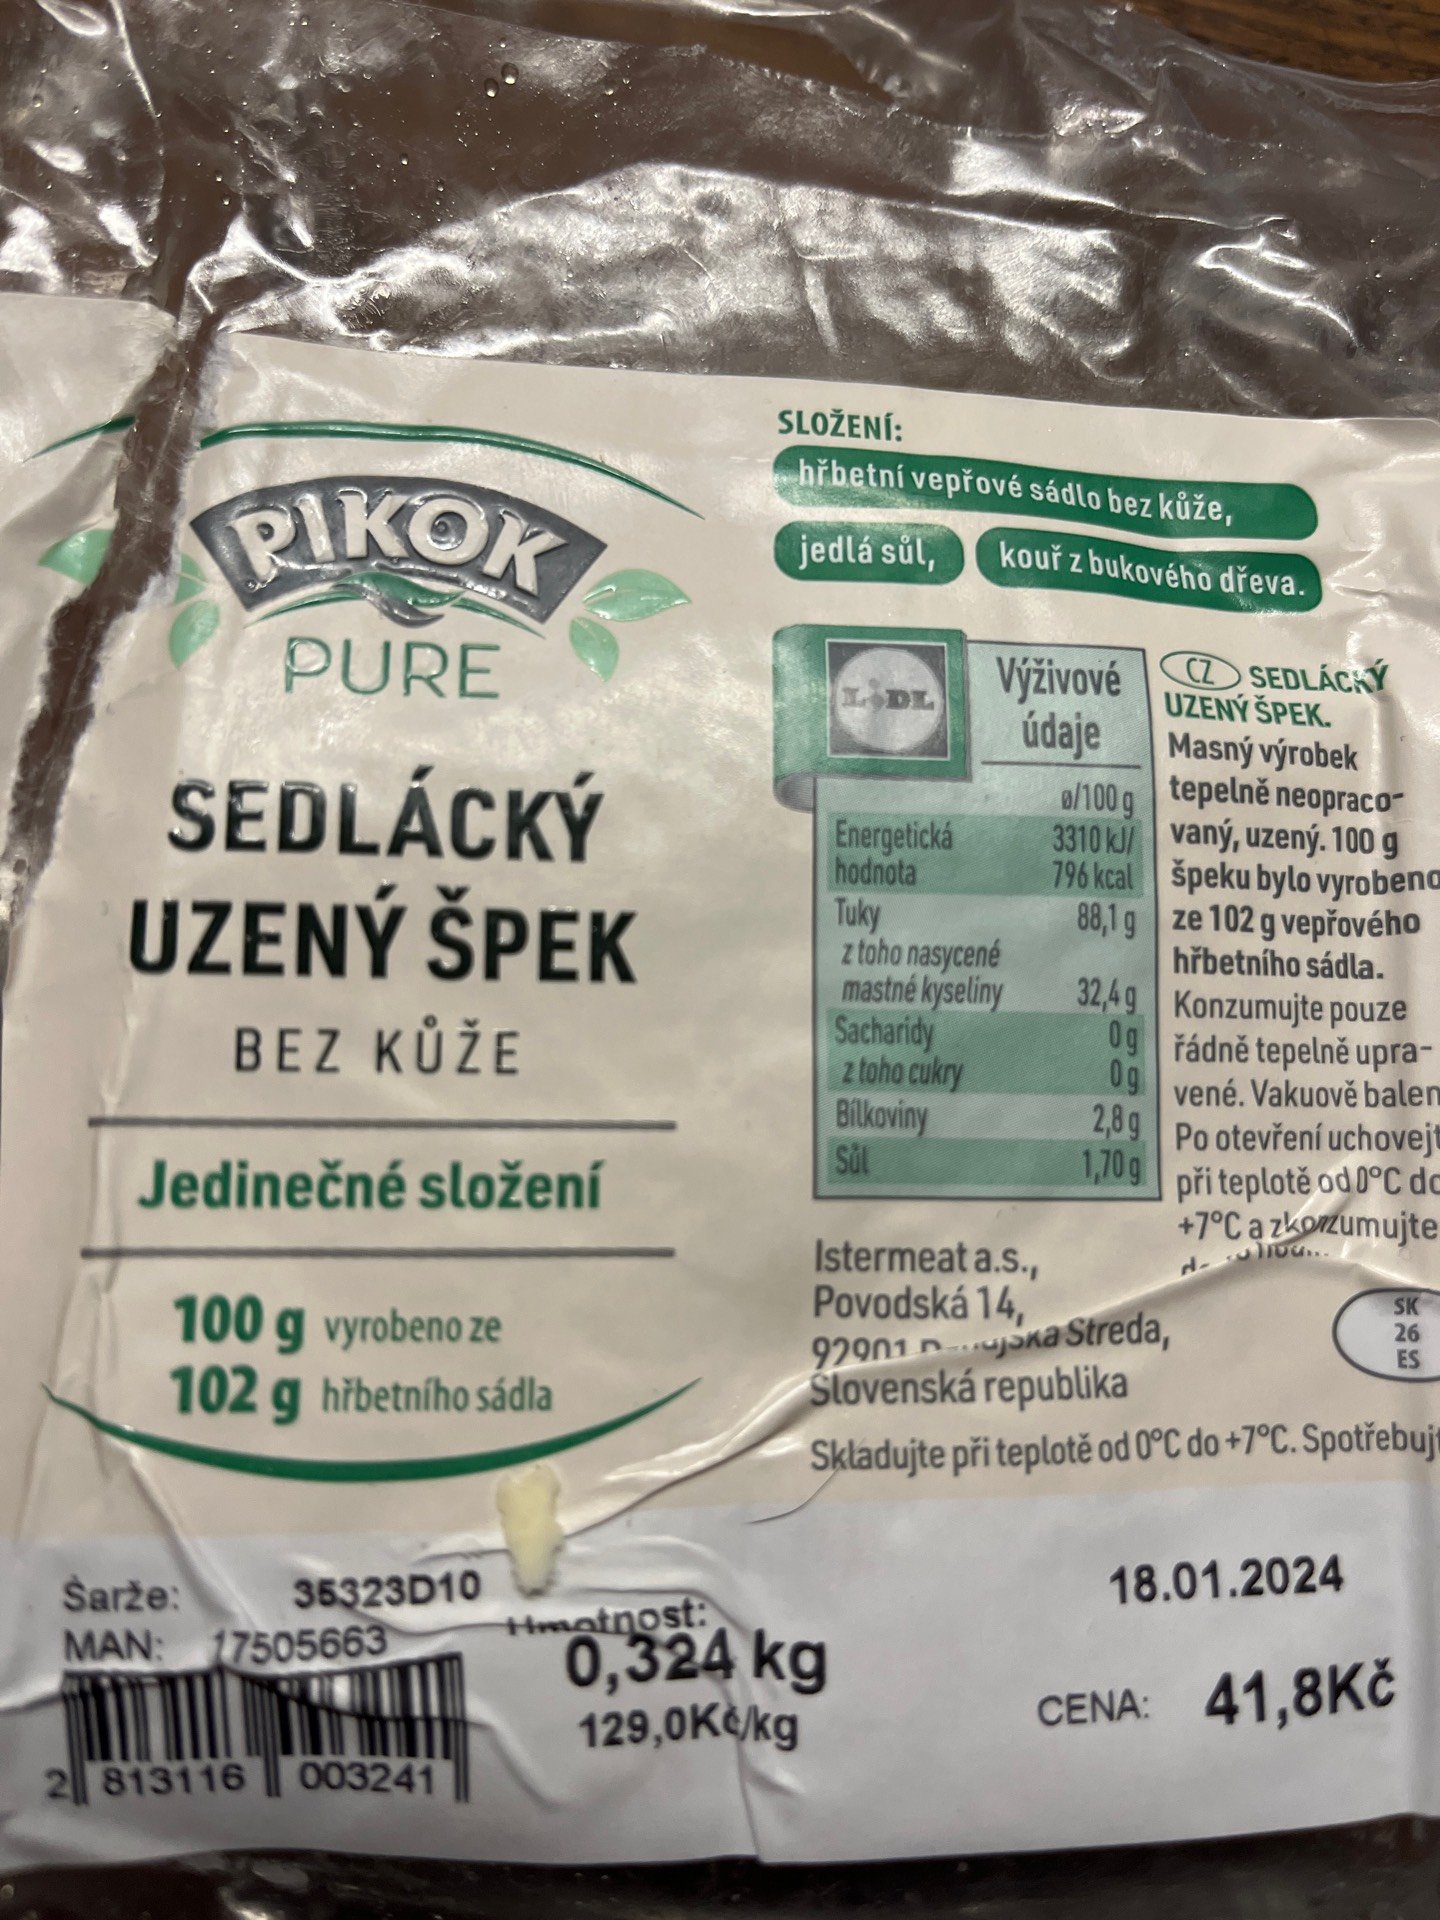 PIKOK
PURE
SEDLÁCKÝ
UZENÝ ŠPEK
BEZ KŮŽE
Jedinečné složení
100 g vyrobeno ze
102 g hřbetního sádla
SLOŽENÍ:
hřbetní vepřové sádlo bez kůže,
jedlá sůl, kouř z bukového dřeva.
LIDL
Výživové
údaje
ø/100 g
Energetická 3310 kJ/
hodnota 796 kcal
Tuky 88,1 g
z toho nasycené
mastné kyseliny 32,4 g
Sacharidy 0 g
z toho cukry 0 g
Bílkoviny 2,8 g
Sůl 1,70 g
CZ SEDLÁCKÝ
UZENÝ ŠPEK.
Masný výrobek
tepelně neopraco-
vaný, uzený. 100 g
špeku bylo vyrobeno
ze 102 g vepřového
hřbetního sádla.
Konzumujte pouze
řádně tepelně upra-
vené. Vakuově balen
Po otevření uchovejt
při teplotě od 0°C do
+7°C a zkonzumujte
Istermeat a.s.,
Povodská 14,
92901 Streda,
Slovenská republika
SK
26
ES
Skladujte při teplotě od 0°C do +7°C. Spotřebujt
Šarže: 35323D10
MAN: 17505663
2 813116 003241
Hmotnost:
0,324 kg
129,0Kč/kg
18.01.2024
CENA: 41,8Kč